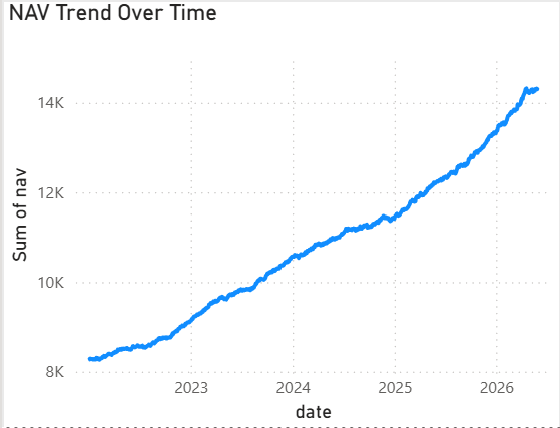 NAV Trend Over Time
14K
12K
10K
8K
Sum of nav
2023 2024 2025 2026
date